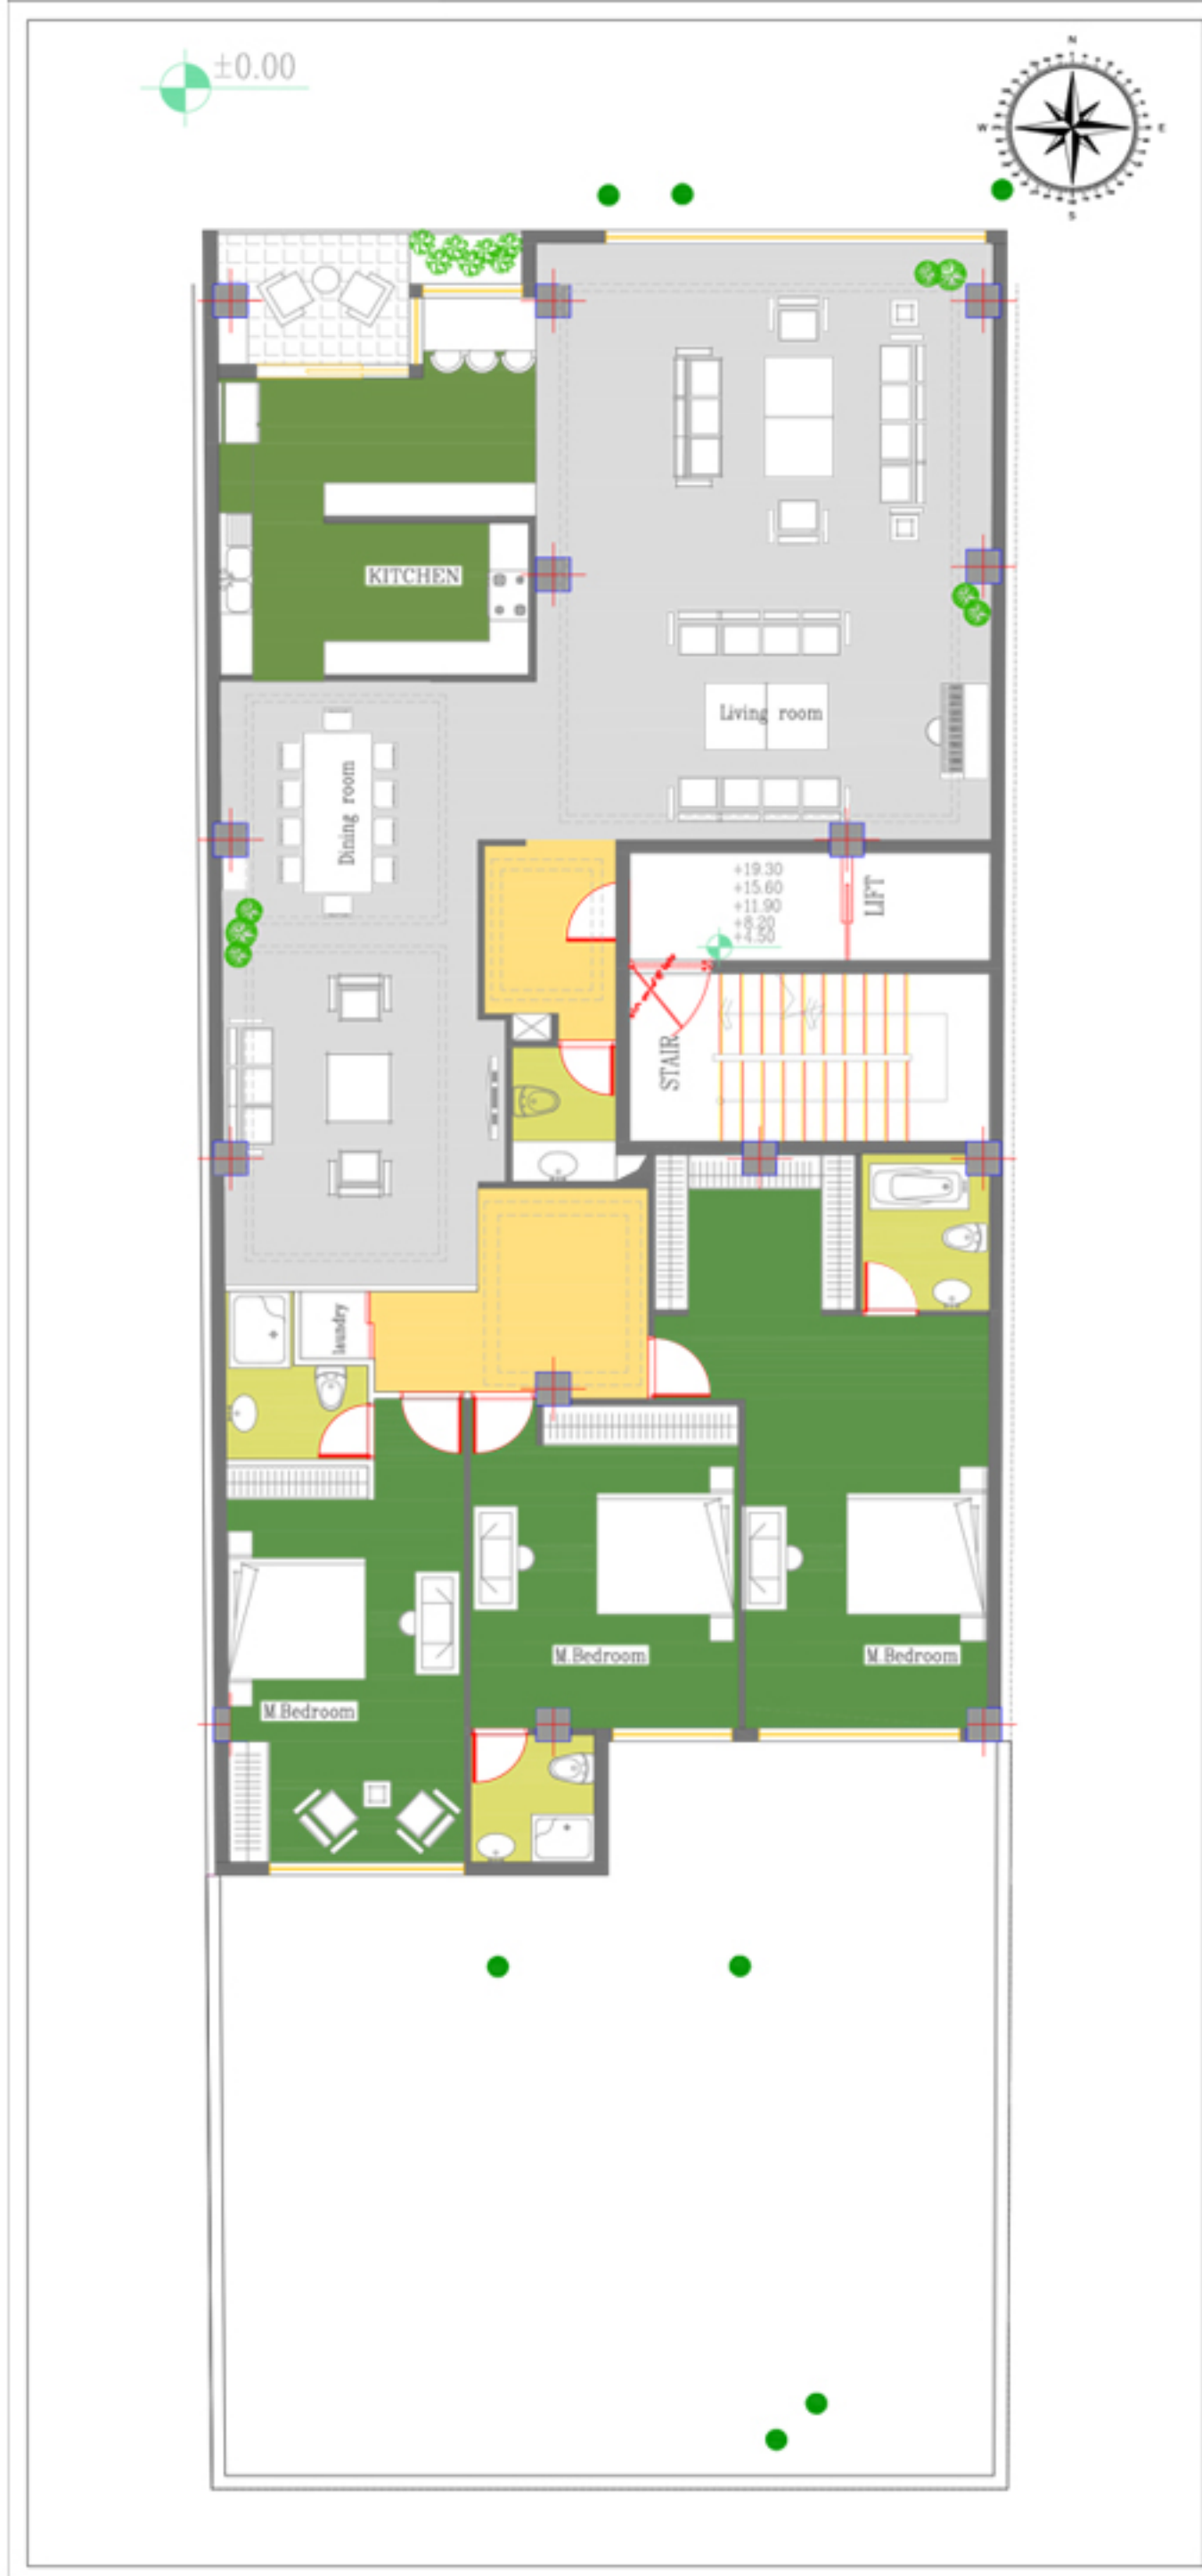 ±0.00
N
W
E
S
KITCHEN
Living room
Dining room
+19.30
+15.60
+11.90
+8.20
+4.50
LIFT
STAIR
laundry
M.Bedroom
M.Bedroom
M.Bedroom